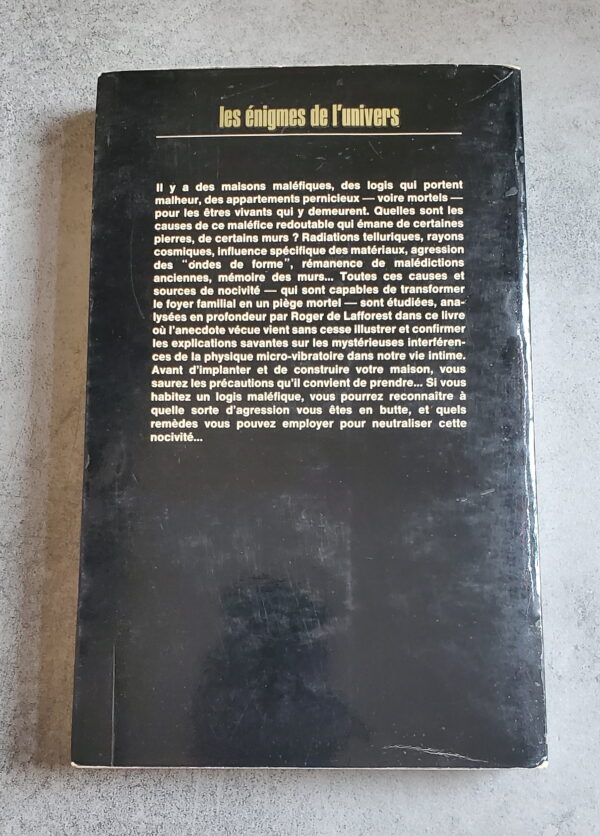 les énigmes de l'univers
Il y a des maisons maléfiques, des logis qui portent
malheur, des appartements pernicieux — voire mortels —
pour les êtres vivants qui y demeurent. Quelles sont les
causes de ce maléfice redoutable qui émane de certaines
pierres, de certains murs ? Radiations telluriques, rayons
cosmiques, influence spécifique des matériaux, agression
des "ondes de forme", rémanence de malédictions
anciennes, mémoire des murs... Toutes ces causes et
sources de nocivité — qui sont capables de transformer
le foyer familial en un piège mortel — sont étudiées, ana-
lysées en profondeur par Roger de Lafforest dans ce livre
où l'anecdote vécue vient sans cesse illustrer et confirmer
les explications savantes sur les mystérieuses interféren-
ces de la physique micro-vibratoire dans notre vie intime.
Avant d'implanter et de construire votre maison, vous
saurez les précautions qu'il convient de prendre... Si vous
habitez un logis maléfique, vous pourrez reconnaître à
quelle sorte d'agression vous êtes en butte, et quels
remèdes vous pouvez employer pour neutraliser cette
nocivité...